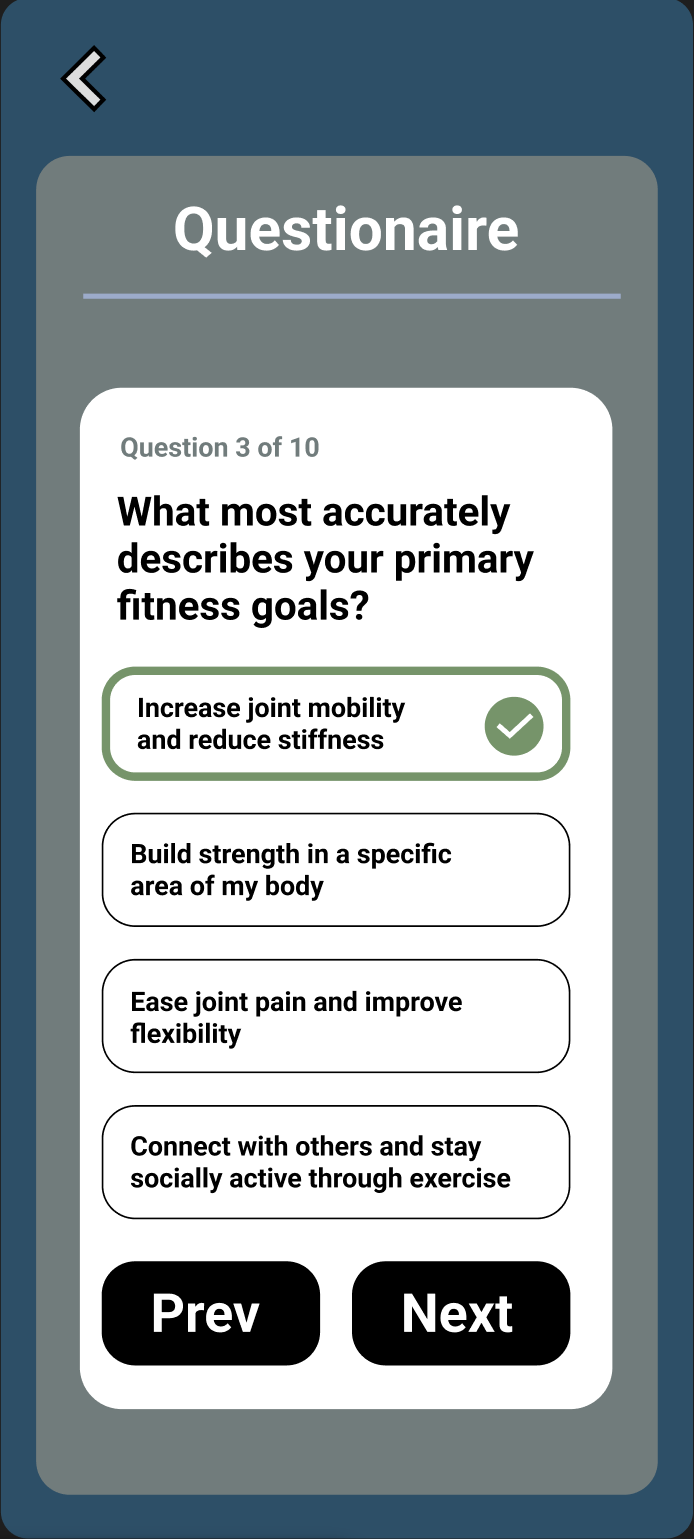 Questionaire
Question 3 of 10
What most accurately
describes your primary
fitness goals?
Increase joint mobility
and reduce stiffness
Build strength in a specific
area of my body
Ease joint pain and improve
flexibility
Connect with others and stay
socially active through exercise
Prev
Next